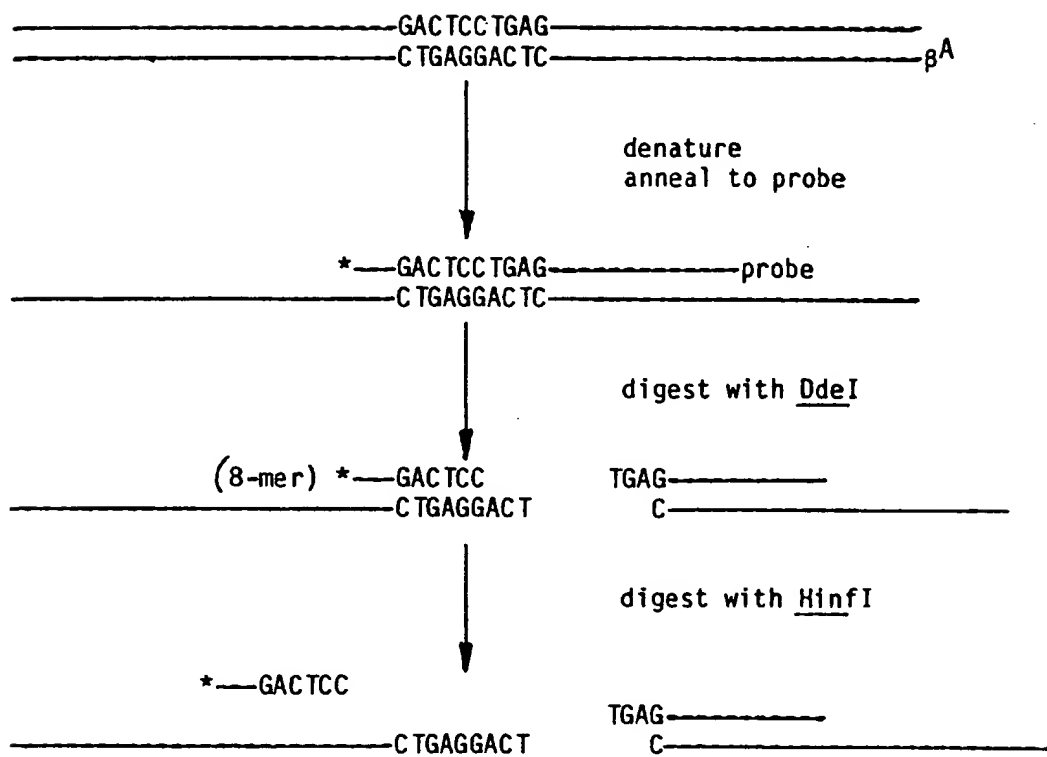 GACTCCTGAG
CTGAGGACTC βA
denature
anneal to probe
*—GACTCCTGAG—probe
CTGAGGACTC
digest with DdeI
(8-mer) *—GACTCC TGAG
CTGAGGACT C
digest with HinfI
*—GACTCC
TGAG
CTGAGGACT C